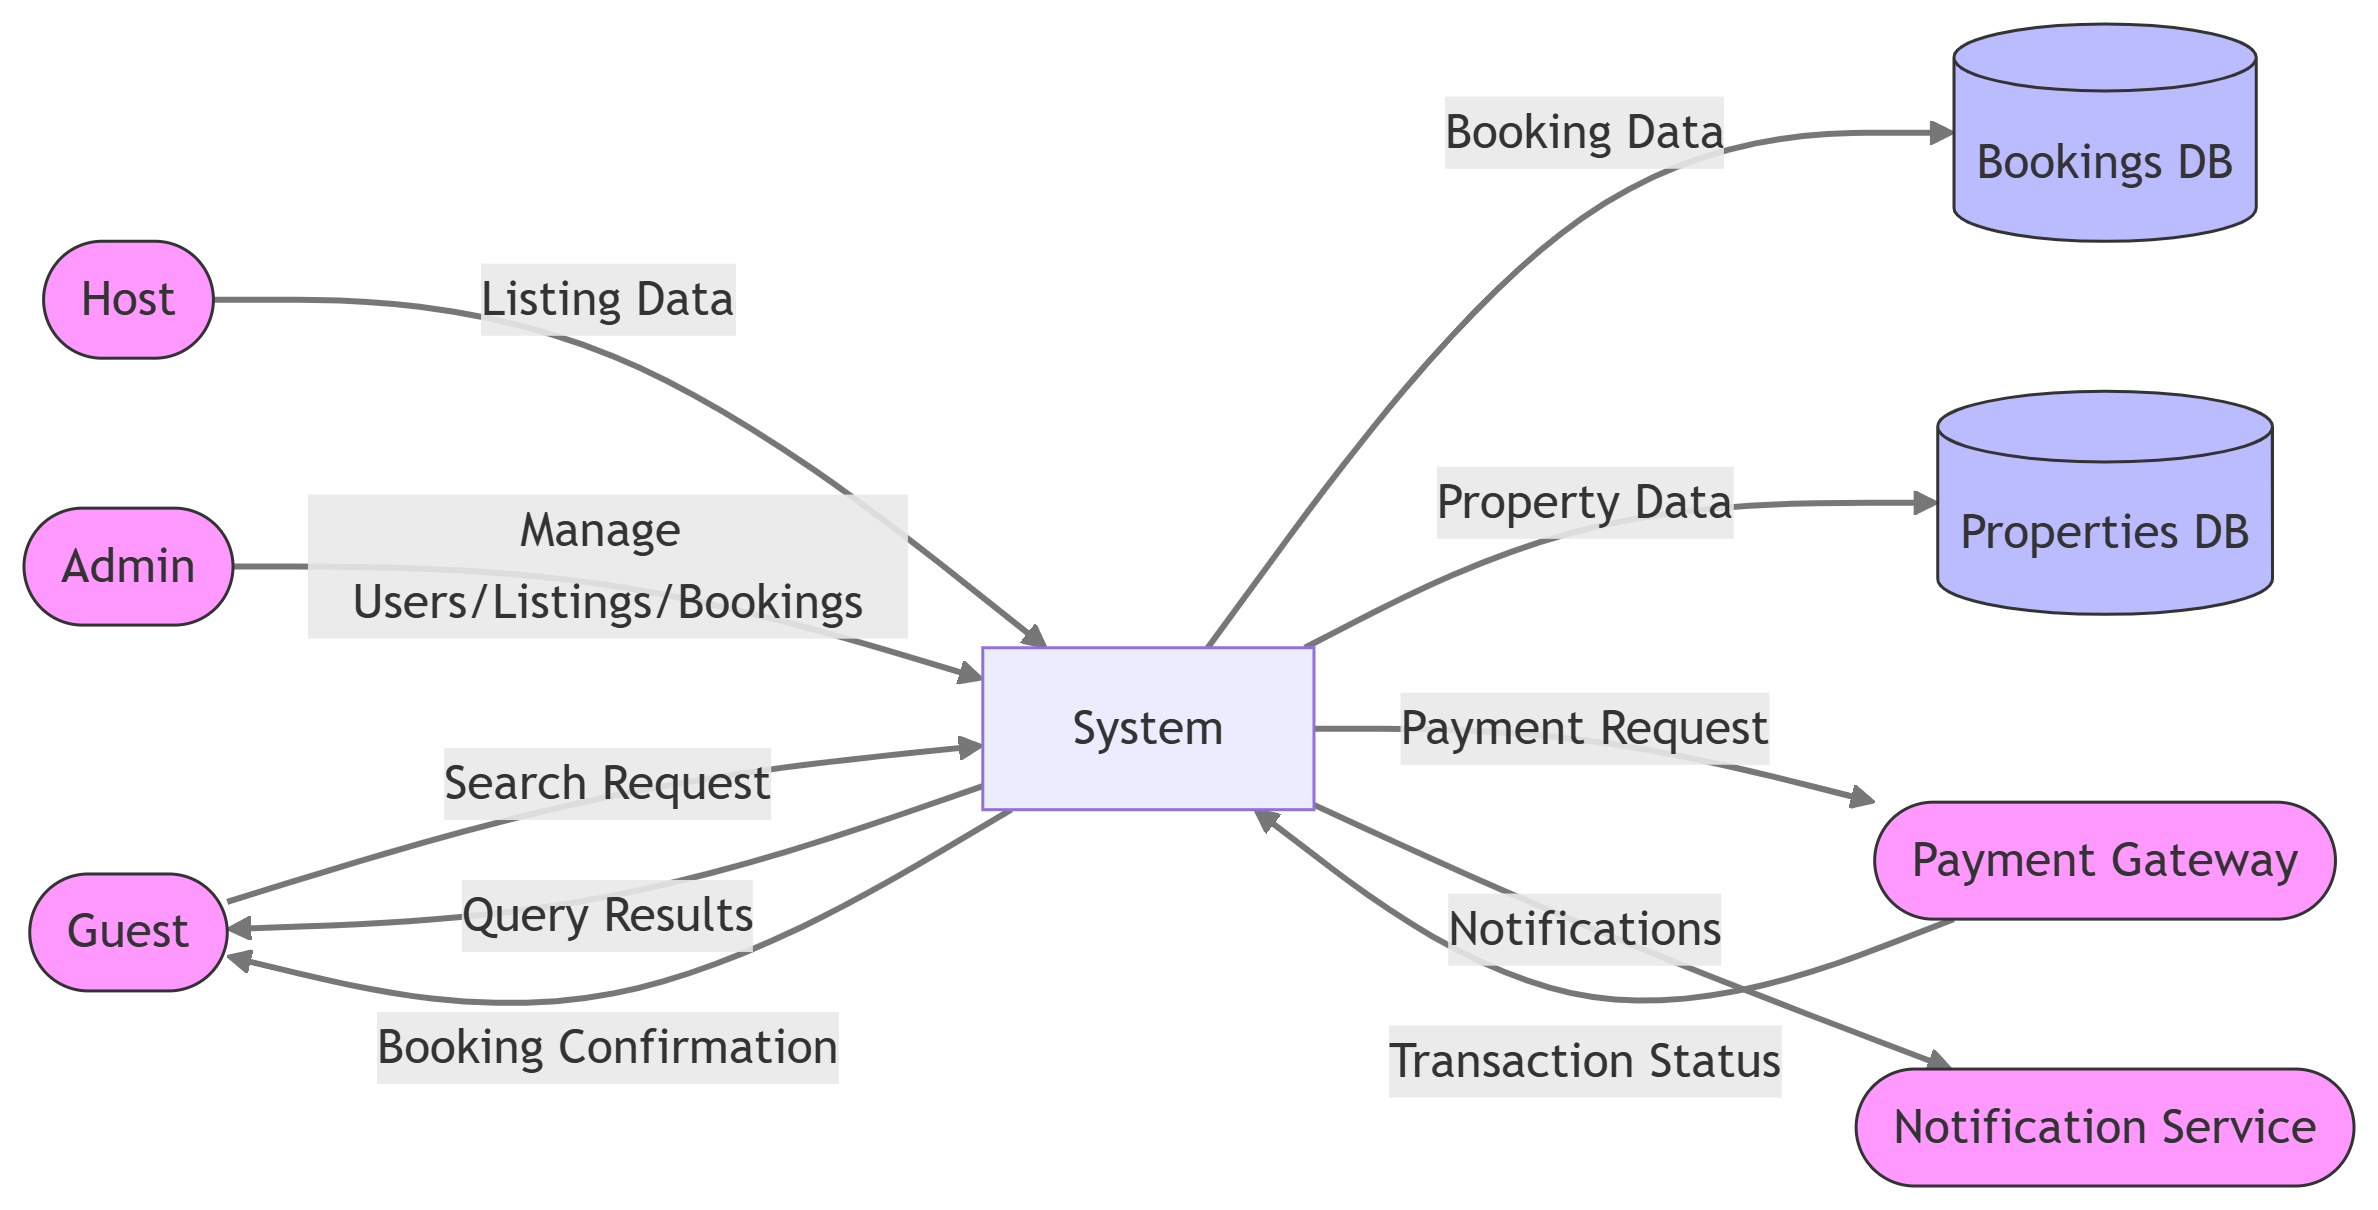 Host
Admin
Guest
Listing Data
Manage
Users/Listings/Bookings
Search Request
Query Results
Booking Confirmation
System
Booking Data
Property Data
Payment Request
Notifications
Transaction Status
Bookings DB
Properties DB
Payment Gateway
Notification Service